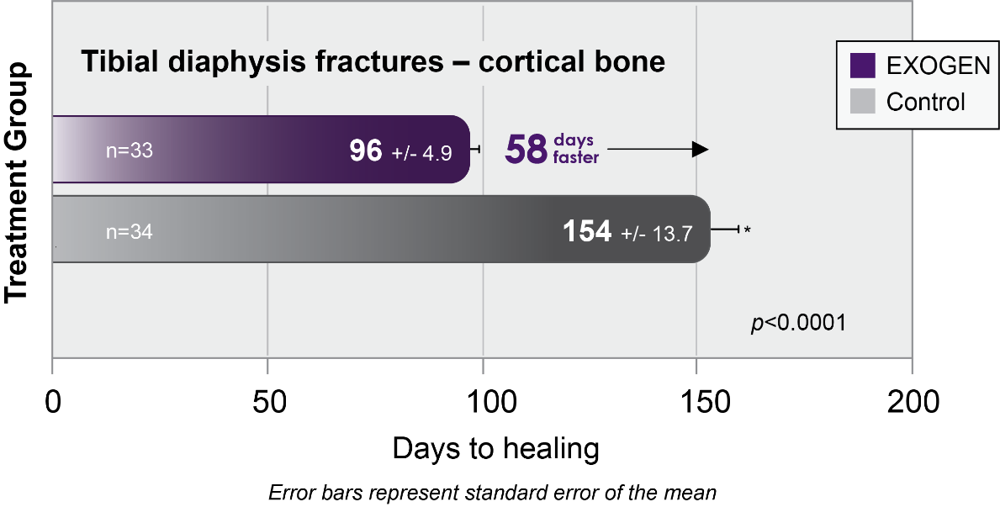 Tibial diaphysis fractures – cortical bone
EXOGEN
Control
Treatment Group
n=33
96 +/- 4.9
58 days faster
n=34
154 +/- 13.7
*
p<0.0001
0 50 100 150 200
Days to healing
Error bars represent standard error of the mean